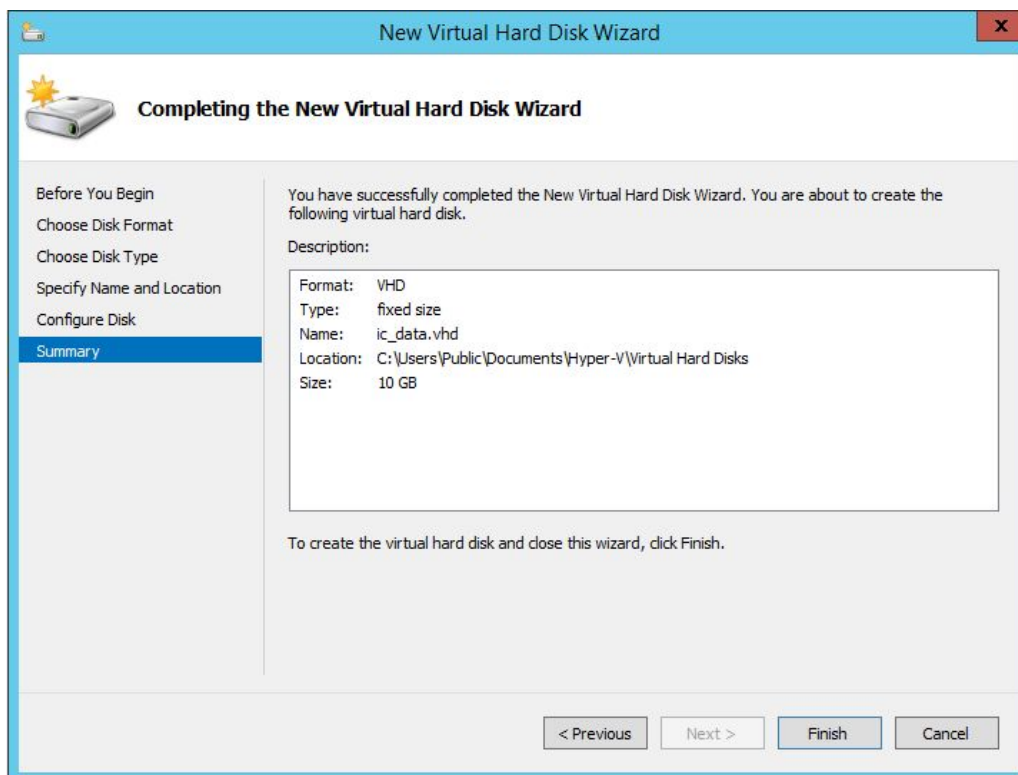 New Virtual Hard Disk Wizard
x
Completing the New Virtual Hard Disk Wizard
Before You Begin
Choose Disk Format
Choose Disk Type
Specify Name and Location
Configure Disk
Summary
You have successfully completed the New Virtual Hard Disk Wizard. You are about to create the
following virtual hard disk.
Description:
Format: VHD
Type: fixed size
Name: ic_data.vhd
Location: C:\Users\Public\Documents\Hyper-V\Virtual Hard Disks
Size: 10 GB
To create the virtual hard disk and close this wizard, click Finish.
< Previous Next > Finish Cancel